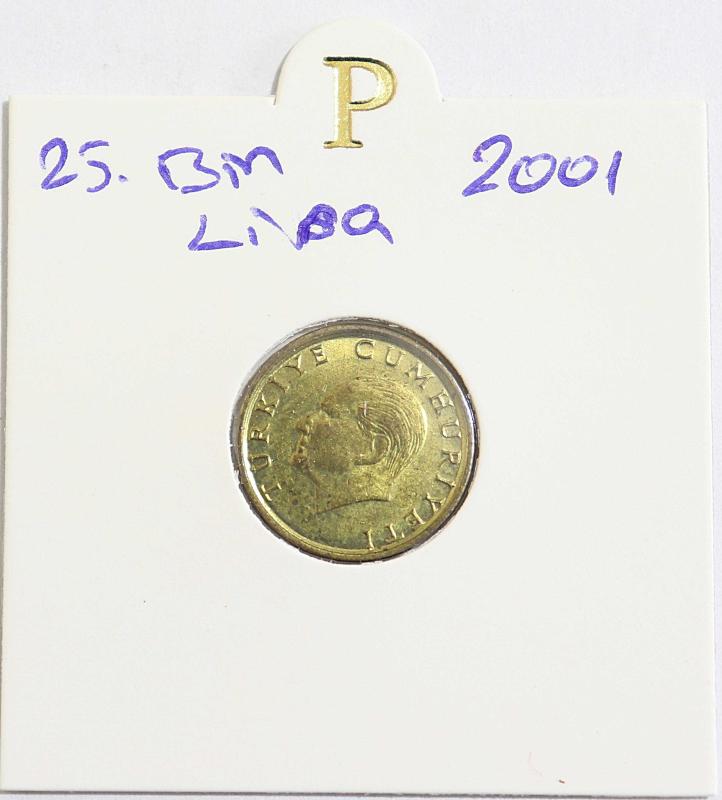 P
25. Bin 2001
Lira
TÜRKİYE CUMHURİYETİ